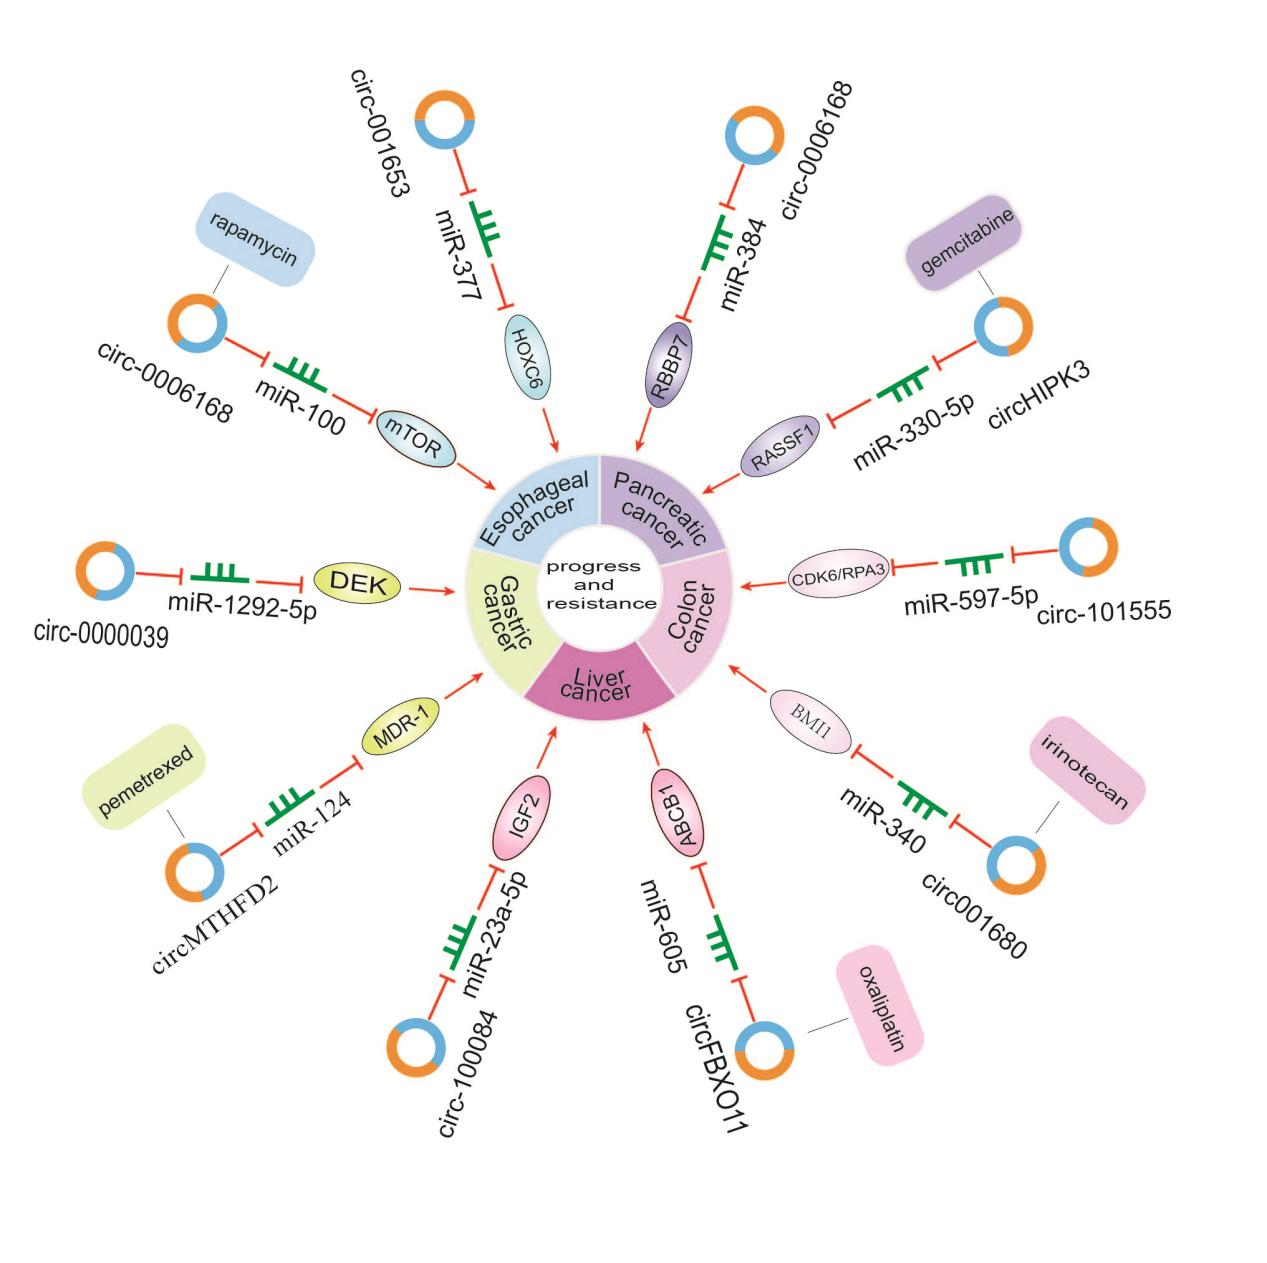 circ-001653
miR-377
HOXC6
circ-0006168
miR-384
RBBP7
gemcitabine
circHIPK3
miR-330-5p
RASSF1
rapamycin
circ-0006168
miR-100
mTOR
Esophageal
cancer
Pancreatic
cancer
progress
and
resistance
Gastric
cancer
Colon
cancer
Liver
cancer
circ-0000039
miR-1292-5p
DEK
CDK6/RPA3
miR-597-5p
circ-101555
pemetrexed
circMTHFD2
miR-124
MDR-1
BMI1
miR-340
circ001680
irinotecan
IGF2
miR-23a-5p
circ-100084
ABCB1
miR-605
circFBXO11
oxaliplatin